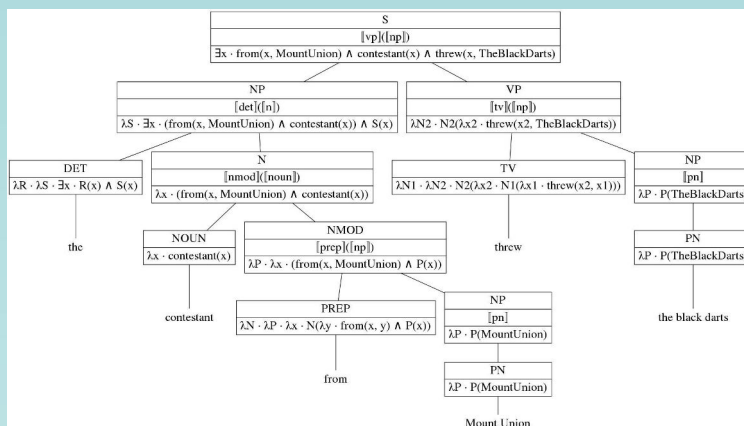 S
⟦vp⟧(⟦np⟧)
∃x · from(x, MountUnion) ∧ contestant(x) ∧ threw(x, TheBlackDarts)
NP
⟦det⟧(⟦n⟧)
λS · ∃x · (from(x, MountUnion) ∧ contestant(x)) ∧ S(x)
VP
⟦tv⟧(⟦np⟧)
λN2 · N2(λx2 · threw(x2, TheBlackDarts))
DET
λR · λS · ∃x · R(x) ∧ S(x)
N
⟦nmod⟧(⟦noun⟧)
λx · (from(x, MountUnion) ∧ contestant(x))
TV
λN1 · λN2 · N2(λx2 · N1(λx1 · threw(x2, x1)))
NP
⟦pn⟧
λP · P(TheBlackDarts
the
NOUN
λx · contestant(x)
NMOD
⟦prep⟧(⟦np⟧)
λP · λx · (from(x, MountUnion) ∧ P(x))
threw
PN
λP · P(TheBlackDarts
contestant
PREP
λN · λP · λx · N(λy · from(x, y) ∧ P(x))
NP
⟦pn⟧
λP · P(MountUnion)
the black darts
from
PN
λP · P(MountUnion)
Mount Union